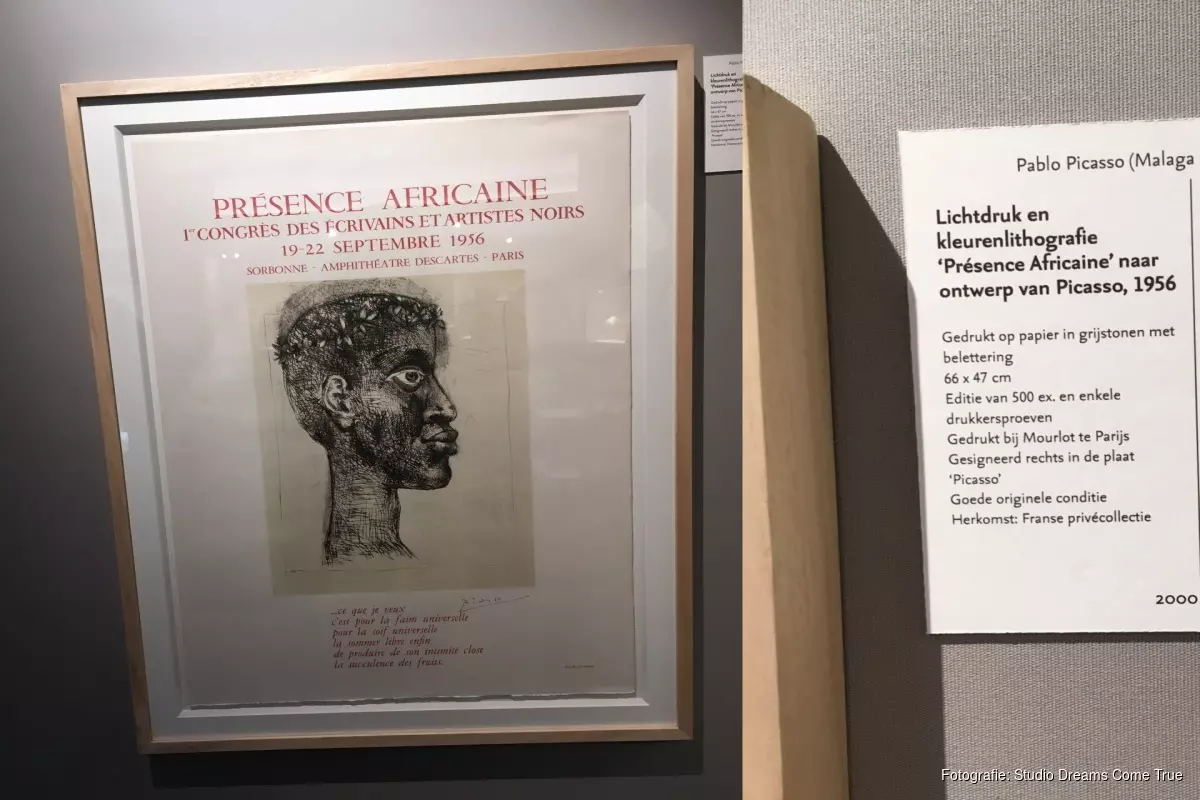 PRÉSENCE AFRICAINE
1er CONGRÈS DES ÉCRIVAINS ET ARTISTES NOIRS
19-22 SEPTEMBRE 1956
SORBONNE - AMPHITHÉATRE DESCARTES - PARIS
...ce que je veux
c'est pour la faim universelle
pour la soif universelle
la sommer libre enfin
de produire de son intimité close
la succulence des fruits.
Lichtdruk en
Pablo Picasso (Malaga
Lichtdruk en
kleurenlithografie
‘Présence Africaine’ naar
ontwerp van Picasso, 1956
Gedrukt op papier in grijstonen met
belettering
66 x 47 cm
Editie van 500 ex. en enkele
drukkersproeven
Gedrukt bij Mourlot te Parijs
Gesigneerd rechts in de plaat
‘Picasso’
Goede originele conditie
Herkomst: Franse privécollectie
2000
Fotografie: Studio Dreams Come True